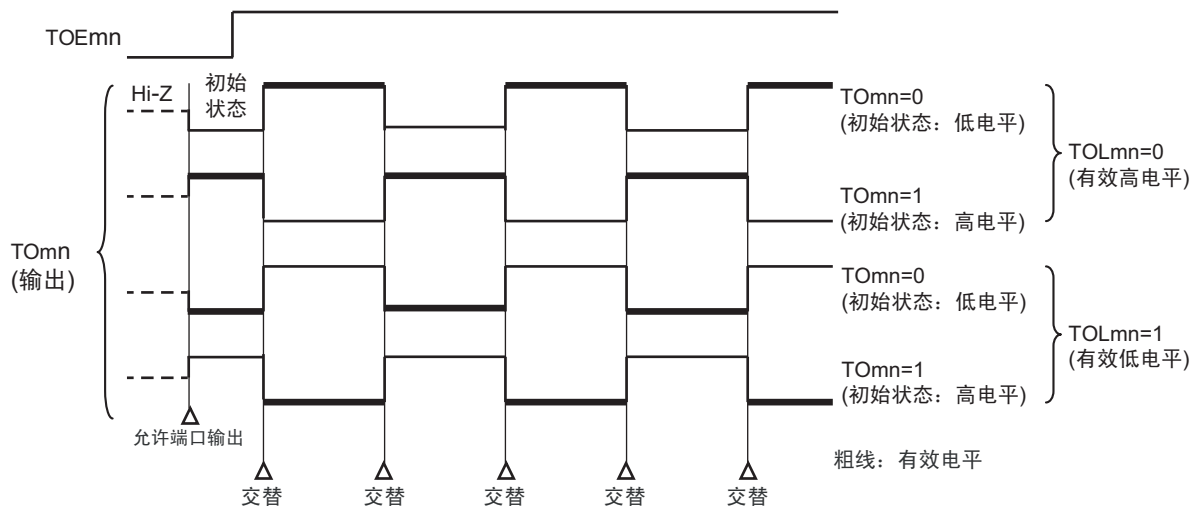 TOEmn
Hi-Z
初始
状态
TOmn
(输出)
TOmn=0
(初始状态：低电平)
TOmn=1
(初始状态：高电平)
TOLmn=0
(有效高电平)
TOmn=0
(初始状态：低电平)
TOmn=1
(初始状态：高电平)
TOLmn=1
(有效低电平)
允许端口输出
粗线：有效电平
交替
交替
交替
交替
交替